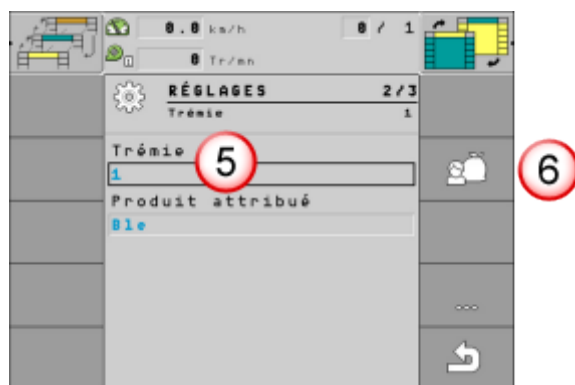 0.0 km/h 0 / 1
0 Tr/mn
RÉGLAGES 2/3
Trémie 1
Trémie
5
1
6
Produit attribué
Ble
...